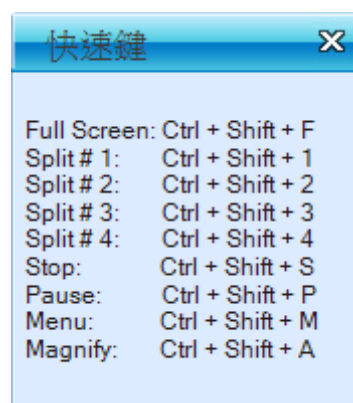 快速鍵
Full Screen: Ctrl + Shift + F
Split # 1: Ctrl + Shift + 1
Split # 2: Ctrl + Shift + 2
Split # 3: Ctrl + Shift + 3
Split # 4: Ctrl + Shift + 4
Stop: Ctrl + Shift + S
Pause: Ctrl + Shift + P
Menu: Ctrl + Shift + M
Magnify: Ctrl + Shift + A